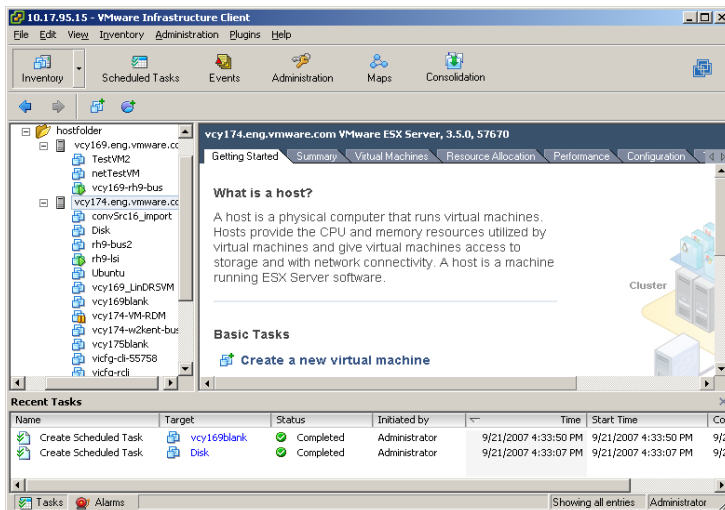 10.17.95.15 - VMware Infrastructure Client
File Edit View Inventory Administration Plugins Help
Inventory Scheduled Tasks Events Administration Maps Consolidation
hostfolder
vcy169.eng.vmware.co
TestVM2
netTestVM
vcy169-rh9-bus
vcy174.eng.vmware.co
convSrc16_import
Disk
rh9-bus2
rh9-lsi
Ubuntu
vcy169_LinDRSVM
vcy169blank
vcy174-VM-RDM
vcy174-w2kent-bus
vcy175blank
vicfg-cli-55758
vicfg-rcli
vcy174.eng.vmware.com VMware ESX Server, 3.5.0, 57670
Getting Started Summary Virtual Machines Resource Allocation Performance Configuration
What is a host?
A host is a physical computer that runs virtual machines.
Hosts provide the CPU and memory resources utilized by
virtual machines and give virtual machines access to
storage and with network connectivity. A host is a machine
running ESX Server software.
Cluster
Basic Tasks
Create a new virtual machine
Recent Tasks
Name Target Status Initiated by Time Start Time Co
Create Scheduled Task vcy169blank Completed Administrator 9/21/2007 4:33:50 PM 9/21/2007 4:33:50 PM 9/2
Create Scheduled Task Disk Completed Administrator 9/21/2007 4:33:07 PM 9/21/2007 4:33:07 PM 9/2
Tasks Alarms Showing all entries Administrator